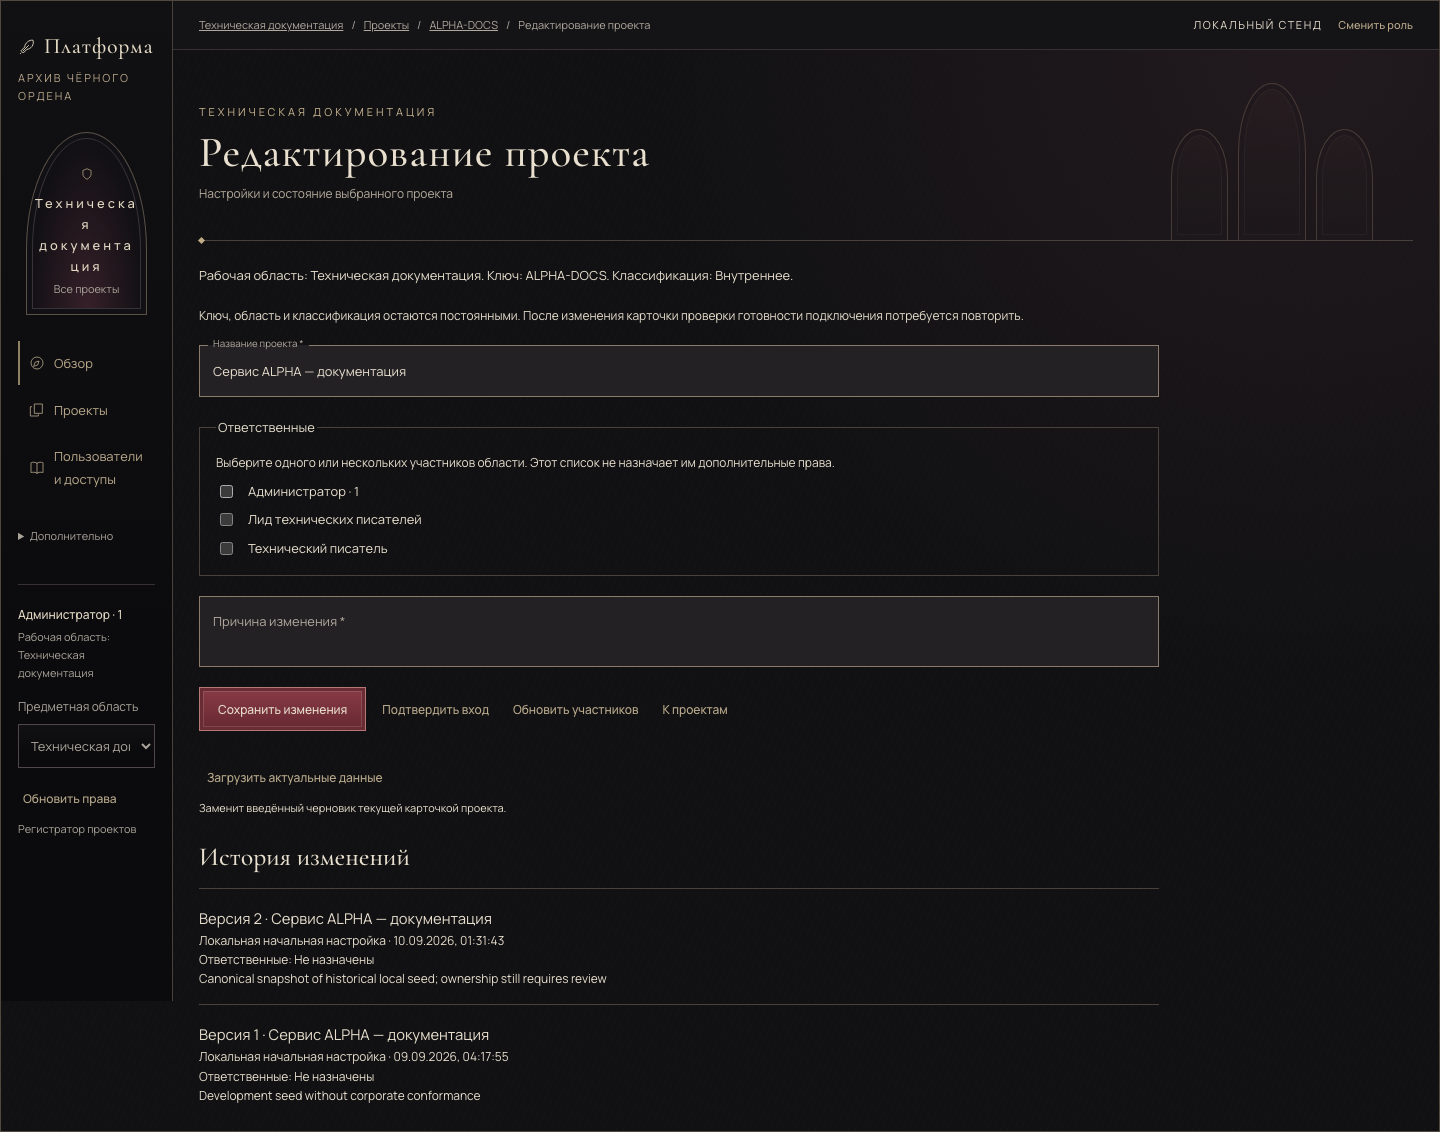 Платформа
АРХИВ ЧЁРНОГО
ОРДЕНА
Техническа
я
документа
ция
Все проекты
Обзор
Проекты
Пользователи
и доступы
Дополнительно
Администратор · 1
Рабочая область:
Техническая
документация
Предметная область
Техническая дог
Обновить права
Регистратор проектов
Техническая документация / Проекты / ALPHA-DOCS / Редактирование проекта
ЛОКАЛЬНЫЙ СТЕНД Сменить роль
ТЕХНИЧЕСКАЯ ДОКУМЕНТАЦИЯ
Редактирование проекта
Настройки и состояние выбранного проекта
Рабочая область: Техническая документация. Ключ: ALPHA-DOCS. Классификация: Внутреннее.
Ключ, область и классификация остаются постоянными. После изменения карточки проверки готовности подключения потребуется повторить.
Название проекта *
Сервис ALPHA — документация
Ответственные
Выберите одного или нескольких участников области. Этот список не назначает им дополнительные права.
Администратор · 1
Лид технических писателей
Технический писатель
Причина изменения *
Сохранить изменения Подтвердить вход Обновить участников К проектам
Загрузить актуальные данные
Заменит введённый черновик текущей карточкой проекта.
История изменений
Версия 2 · Сервис ALPHA — документация
Локальная начальная настройка · 10.09.2026, 01:31:43
Ответственные: Не назначены
Canonical snapshot of historical local seed; ownership still requires review
Версия 1 · Сервис ALPHA — документация
Локальная начальная настройка · 09.09.2026, 04:17:55
Ответственные: Не назначены
Development seed without corporate conformance